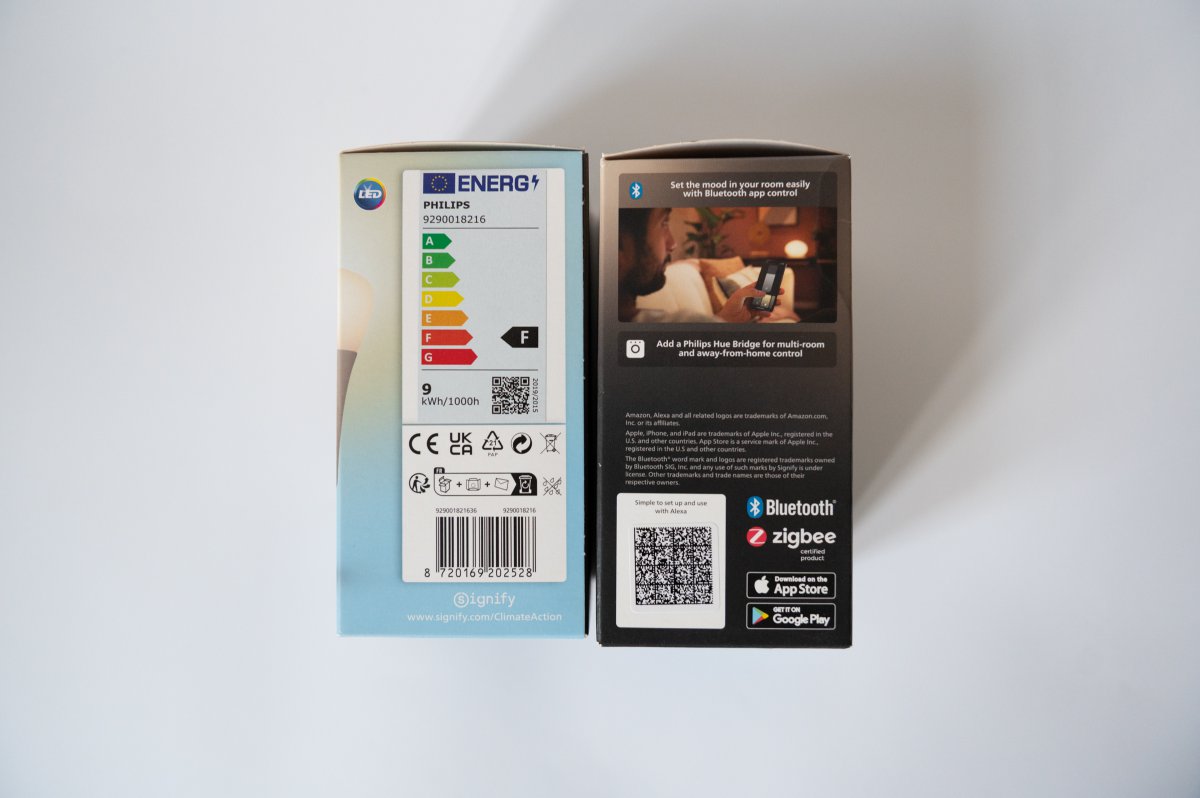 LED
ENERG
PHILIPS
9290018216
A
B
C
D
E
F
G
F
9
kWh/1000h
2019/2015
CE
UK
CA
21
PAP
FR
+
+
929001821636
9290018216
8 720169 202528
Signify
www.signify.com/ClimateAction
Set the mood in your room easily
with Bluetooth app control
Add a Philips Hue Bridge for multi-room
and away-from-home control
Amazon, Alexa and all related logos are trademarks of Amazon.com,
Inc. or its affiliates.
Apple, iPhone, and iPad are trademarks of Apple Inc., registered in the
U.S. and other countries. App Store is a service mark of Apple Inc.,
registered in the U.S and other countries.
The Bluetooth® word mark and logos are registered trademarks owned
by Bluetooth SIG, Inc. and any use of such marks by Signify is under
license. Other trademarks and trade names are those of their
respective owners.
Simple to set up and use
with Alexa
Bluetooth®
zigbee
certified
product
Download on the
App Store
GET IT ON
Google Play